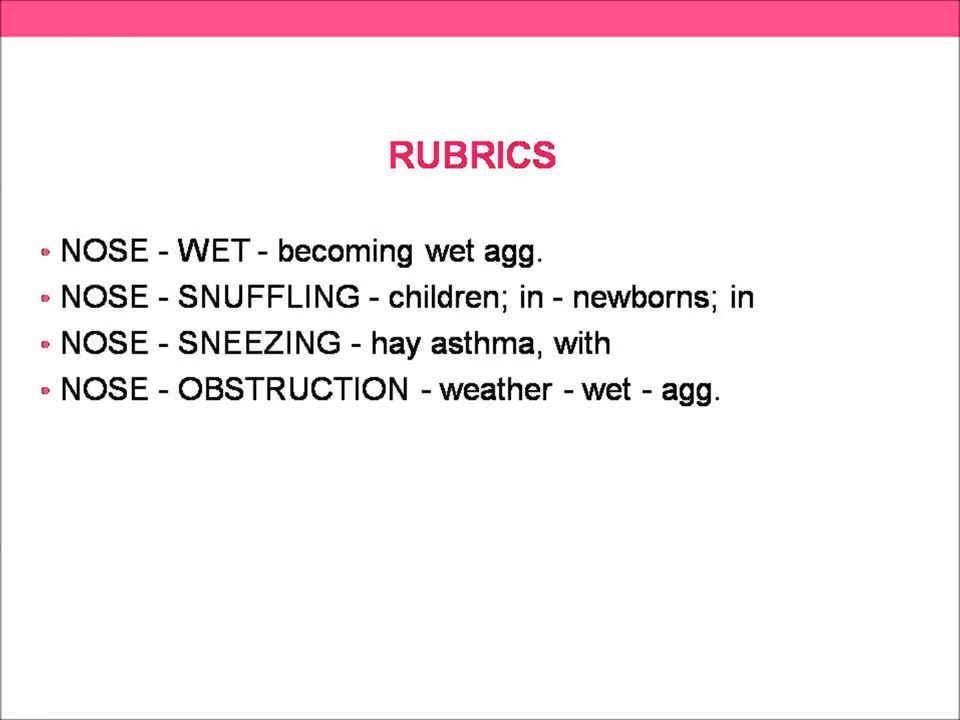 RUBRICS
• NOSE - WET - becoming wet agg.
• NOSE - SNUFFLING - children; in - newborns; in
• NOSE - SNEEZING - hay asthma, with
• NOSE - OBSTRUCTION - weather - wet - agg.